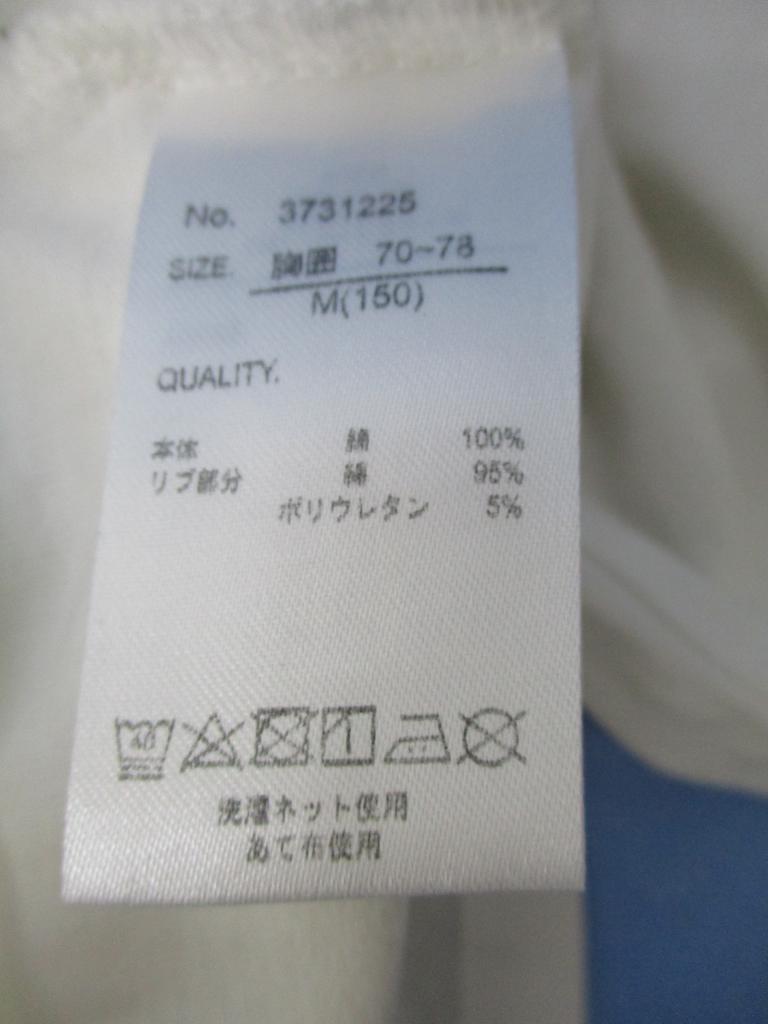 No. 3731225
SIZE. 胸囲 70~78
M(150)
QUALITY.
本体 綿 100%
リブ部分 綿 95%
ポリウレタン 5%
40
洗濯ネット使用
あて布使用